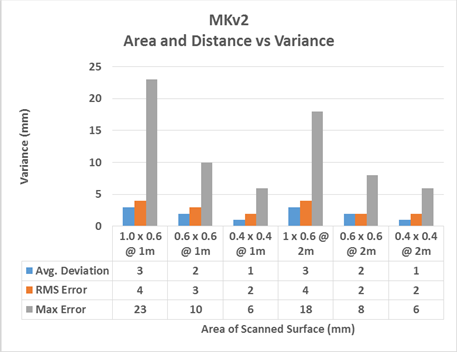 MKv2
Area and Distance vs Variance
25
20
15
10
5
0
Variance (mm)
1.0 x 0.6 @ 1m
0.6 x 0.6 @ 1m
0.4 x 0.4 @ 1m
1 x 0.6 @ 2m
0.6 x 0.6 @ 2m
0.4 x 0.4 @ 2m
Avg. Deviation 3 2 1 3 2 1
RMS Error 4 3 2 4 2 2
Max Error 23 10 6 18 8 6
Area of Scanned Surface (mm)